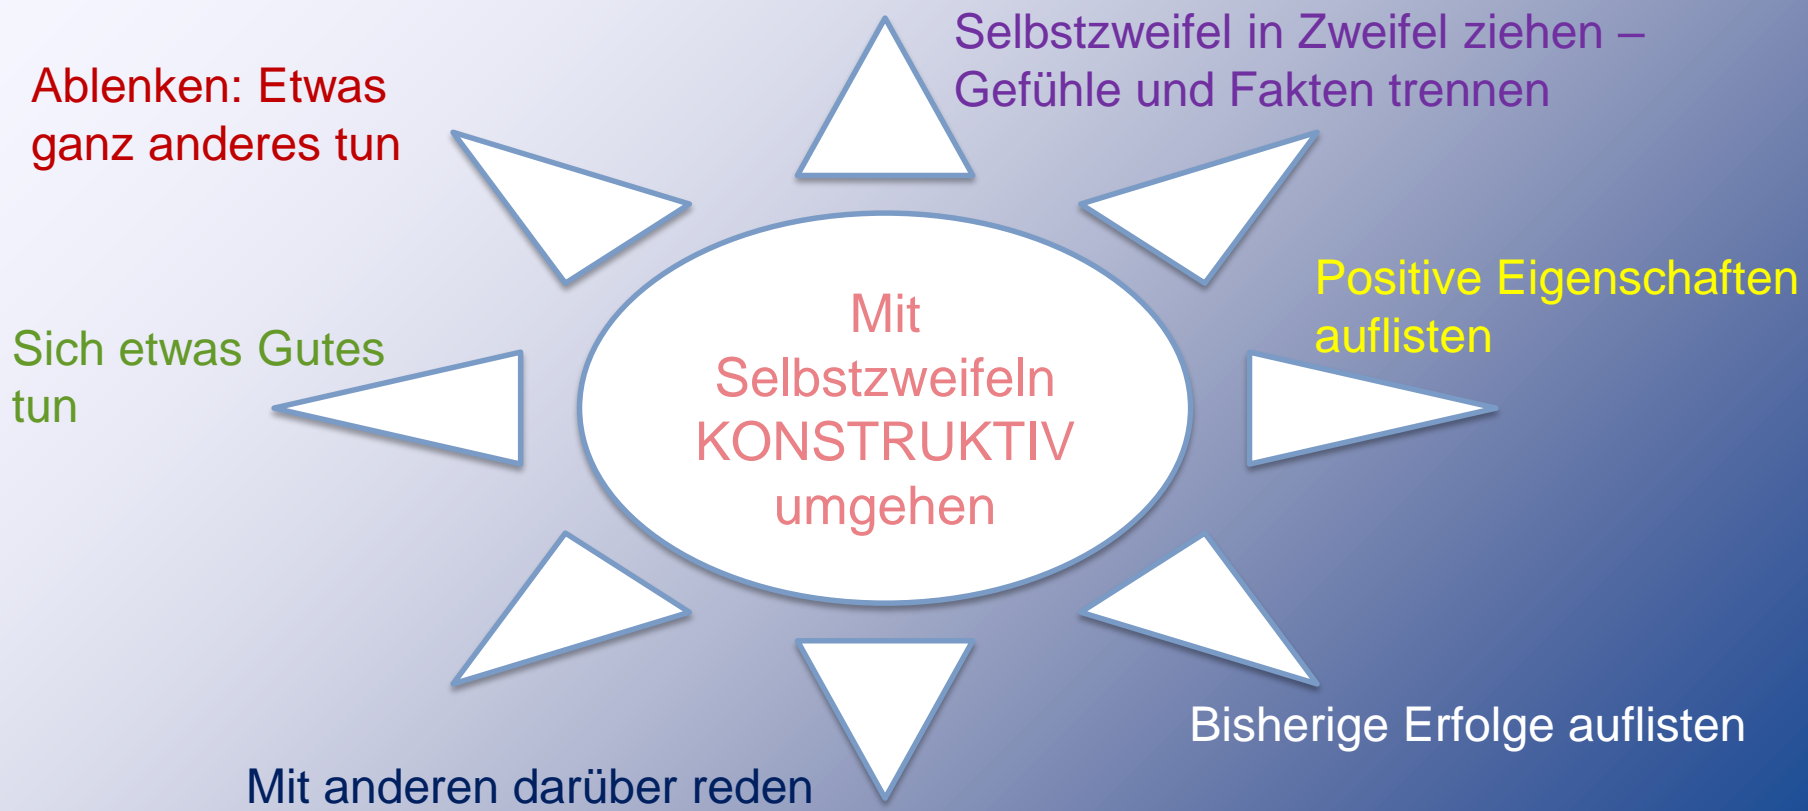 Selbstzweifel in Zweifel ziehen –
Gefühle und Fakten trennen
Ablenken: Etwas
ganz anderes tun
Positive Eigenschaften
auflisten
Mit
Selbstzweifeln
KONSTRUKTIV
umgehen
Sich etwas Gutes
tun
Bisherige Erfolge auflisten
Mit anderen darüber reden